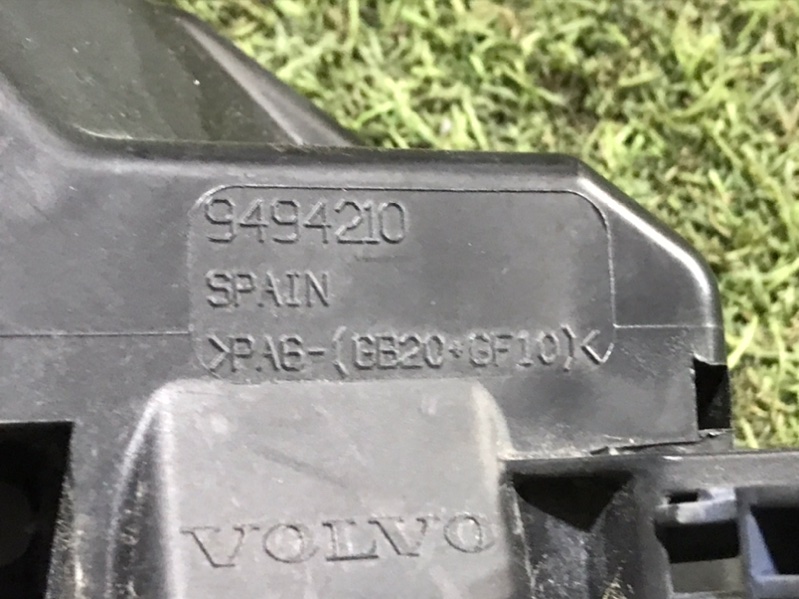 9494210
SPAIN
>PA6-(GB20+GF10)<
VOLVO